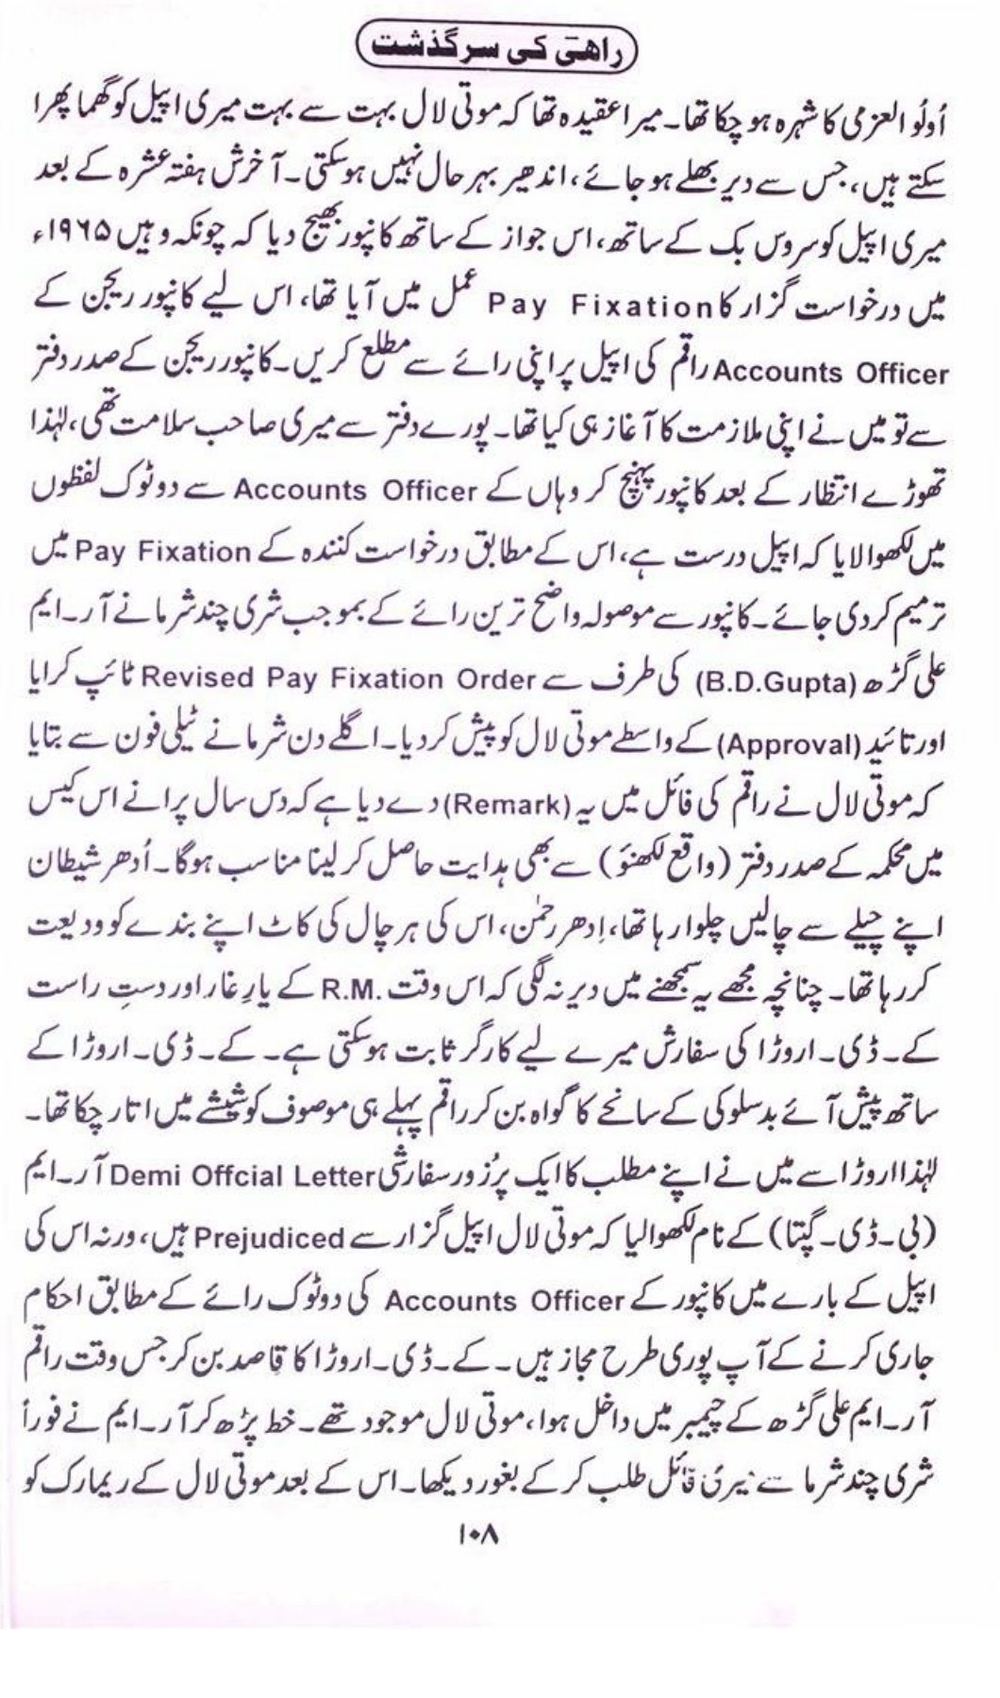 راھیؔ کی سرگذشت
اُولُو العزمی کا شہرہ ہو چکا تھا۔ میرا عقیدہ تھا کہ موتی لال بہت سے بہت میری اپیل کو گھما پھرا
سکتے ہیں، جس سے دیر بھلے ہو جائے، اندھیر بہر حال نہیں ہوسکتی۔ آخرش ہفتہ عشرہ کے بعد
میری اپیل کو سروس بک کے ساتھ، اس جواز کے ساتھ کانپور بھیج دیا کہ چونکہ وہیں ۱۹۶۵ء
میں درخواست گزار کا Pay Fixation عمل میں آیا تھا، اس لیے کانپور ریجن کے
Accounts Officer راقم کی اپیل پر اپنی رائے سے مطلع کریں۔ کانپور ریجن کے صدر دفتر
سے تو میں نے اپنی ملازمت کا آغاز ہی کیا تھا۔ پورے دفتر سے میری صاحب سلامت تھی، لہٰذا
تھوڑے انتظار کے بعد کانپور پہنچ کر وہاں کے Accounts Officer سے دوٹوک لفظوں
میں لکھوا لایا کہ اپیل درست ہے، اس کے مطابق درخواست کنندہ کے Pay Fixation میں
ترمیم کر دی جائے۔ کانپور سے موصولہ واضح ترین رائے کے بموجب شری چند شرما نے آر۔ ایم
علی گڑھ (B.D.Gupta) کی طرف سے Revised Pay Fixation Order ٹائپ کرایا
اور تائید (Approval) کے واسطے موتی لال کو پیش کر دیا۔ اگلے دن شرما نے ٹیلی فون سے بتایا
کہ موتی لال نے راقم کی فائل میں یہ (Remark) دے دیا ہے کہ دس سال پرانے اس کیس
میں محکمہ کے صدر دفتر (واقع لکھنؤ) سے بھی ہدایت حاصل کر لینا مناسب ہوگا۔ اُدھر شیطان
اپنے چیلے سے چالیں چلوا رہا تھا، اِدھر رحمٰن، اس کی ہر چال کی کاٹ اپنے بندے کو ودیعت
کر رہا تھا۔ چنانچہ مجھے یہ سمجھنے میں دیر نہ لگی کہ اس وقت R.M. کے یارِ غار اور دستِ راست
کے۔ ڈی۔ اروڑا کی سفارش میرے لیے کارگر ثابت ہوسکتی ہے۔ کے۔ ڈی۔ اروڑا کے
ساتھ پیش آئے بدسلوکی کے سانحے کا گواہ بن کر راقم پہلے ہی موصوف کو شیشے میں اتار چکا تھا۔
لہٰذا اروڑا سے میں نے اپنے مطلب کا ایک پرُزور سفارشی Demi Offcial Letter آر۔ ایم
(بی۔ ڈی۔ گپتا) کے نام لکھوا لیا کہ موتی لال اپیل گزار سے Prejudiced ہیں، ورنہ اس کی
اپیل کے بارے میں کانپور کے Accounts Officer کی دوٹوک رائے کے مطابق احکام
جاری کرنے کے آپ پوری طرح مجاز ہیں۔ کے۔ ڈی۔ اروڑا کا قاصد بن کر جس وقت راقم
آر۔ ایم علی گڑھ کے چیمبر میں داخل ہوا، موتی لال موجود تھے۔ خط پڑھ کر آر۔ ایم نے فوراً
شری چند شرما سے میری فائل طلب کر کے بغور دیکھا۔ اس کے بعد موتی لال کے ریمارک کو
۱۰۸